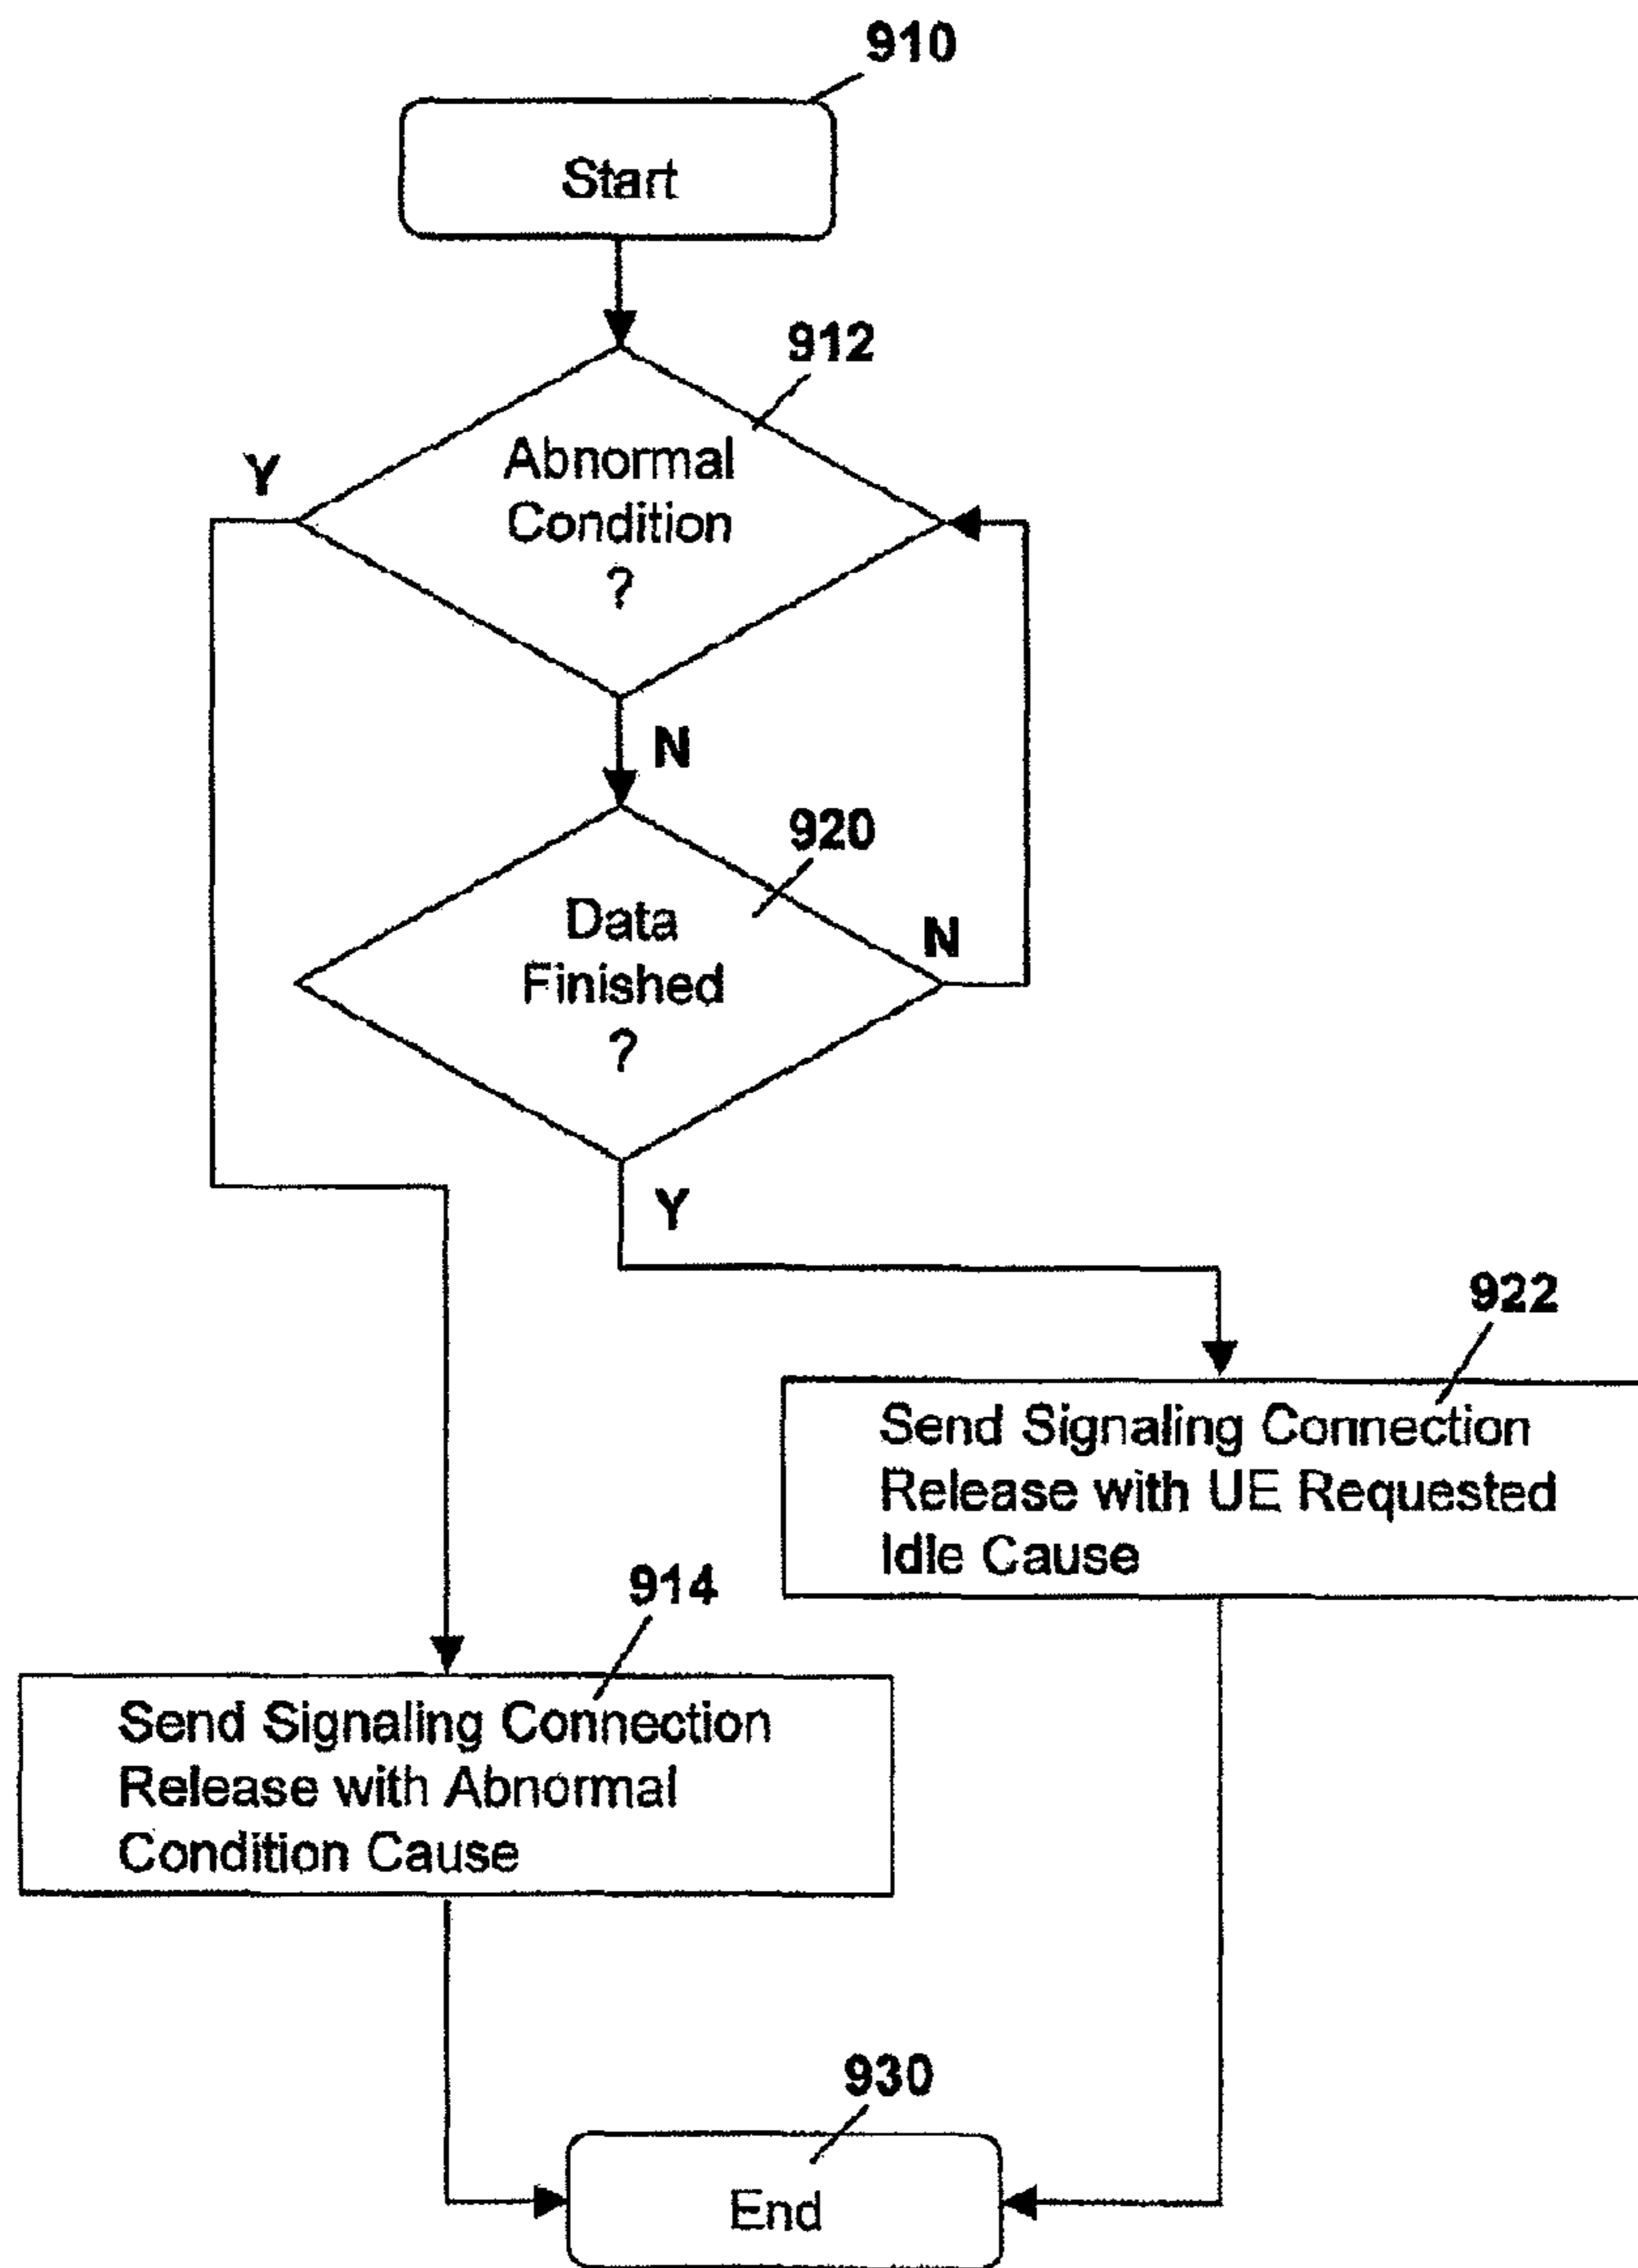 910
Start
912
Y
Abnormal
Condition
?
N
920
Data
Finished
?
N
Y
922
Send Signaling Connection
Release with UE Requested
Idle Cause
914
Send Signaling Connection
Release with Abnormal
Condition Cause
930
End